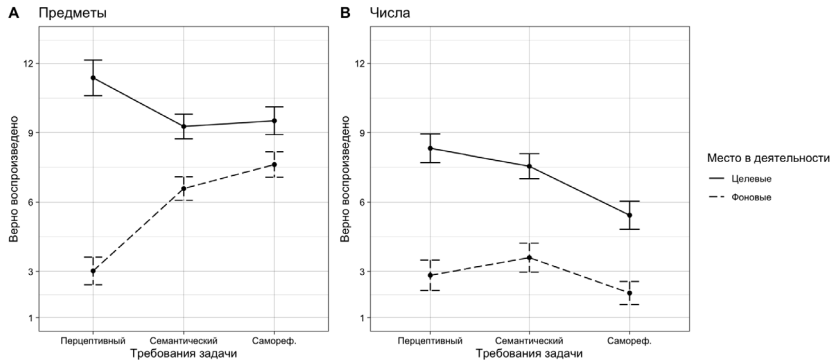 A Предметы
Верно воспроизведено
12
9
6
3
1
Перцептивный Семантический Самореф.
Требования задачи
B Числа
Верно воспроизведено
12
9
6
3
1
Перцептивный Семантический Самореф.
Требования задачи
Место в деятельности
Целевые
Фоновые